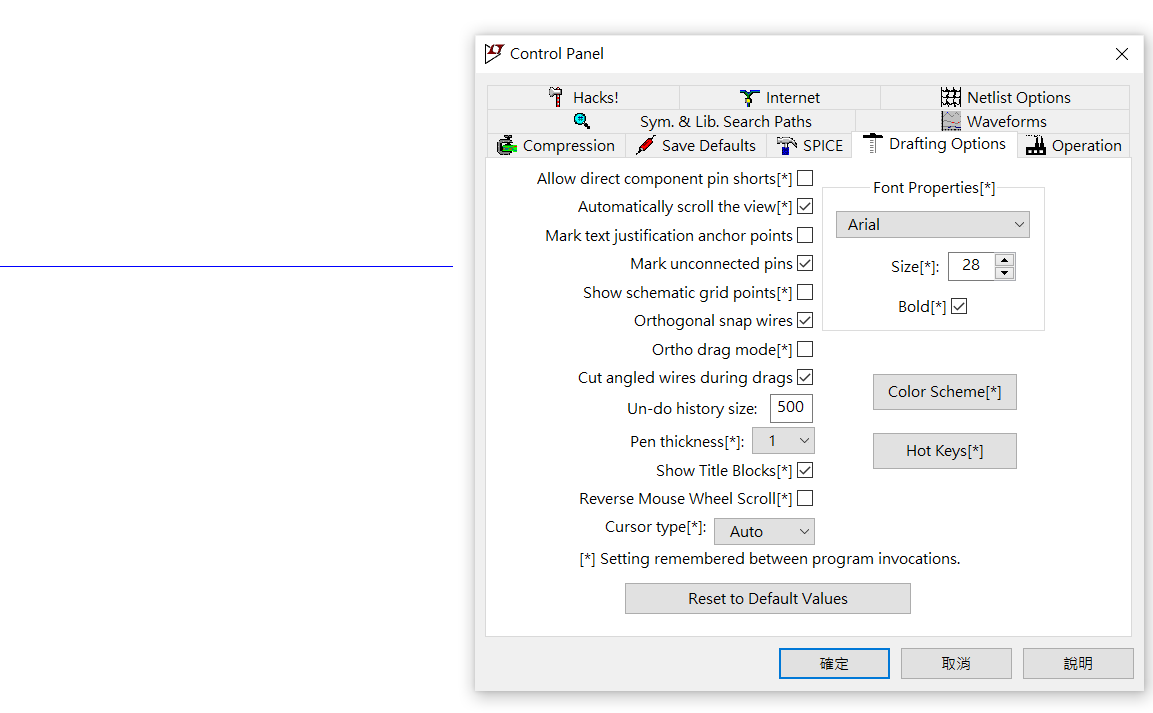 Control Panel
Hacks! Internet Netlist Options
Sym. & Lib. Search Paths Waveforms
Compression Save Defaults SPICE Drafting Options Operation
Allow direct component pin shorts[*]
Automatically scroll the view[*]
Mark text justification anchor points
Mark unconnected pins
Show schematic grid points[*]
Orthogonal snap wires
Ortho drag mode[*]
Cut angled wires during drags
Un-do history size: 500
Pen thickness[*]: 1
Show Title Blocks[*]
Reverse Mouse Wheel Scroll[*]
Cursor type[*]: Auto
Font Properties[*]
Arial
Size[*]: 28
Bold[*]
Color Scheme[*]
Hot Keys[*]
[*] Setting remembered between program invocations.
Reset to Default Values
確定 取消 說明